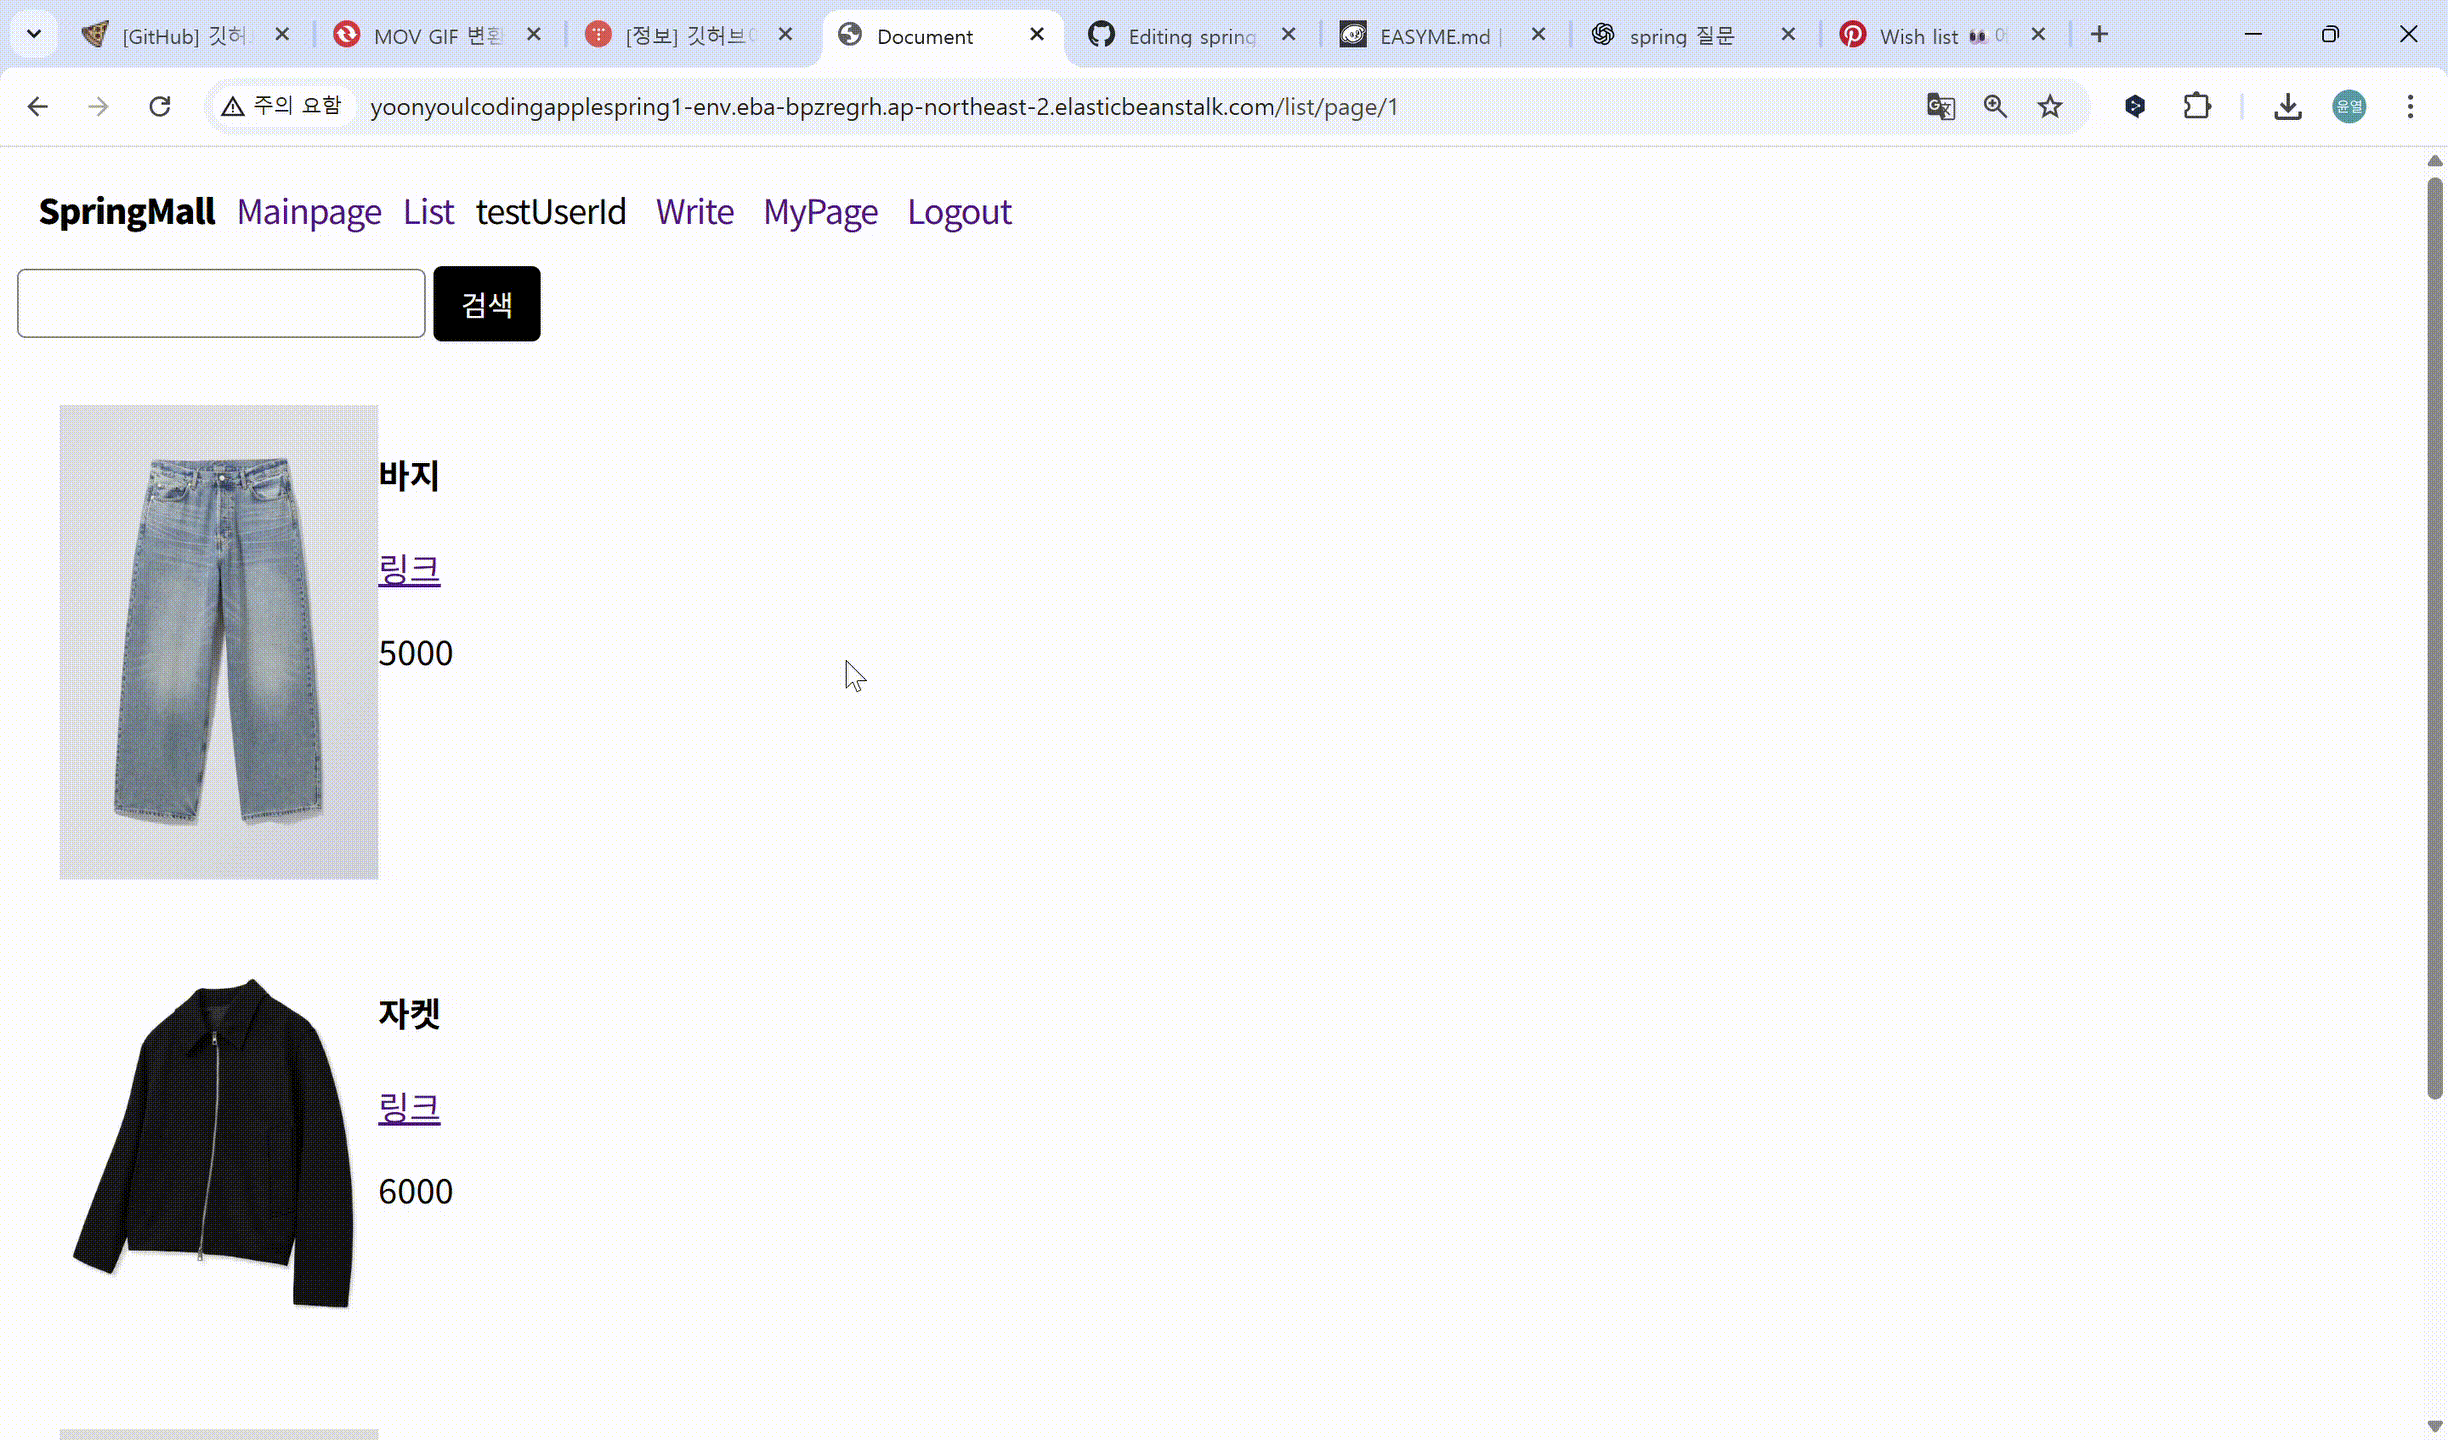 [GitHub] 깃허
MOV GIF 변환
[정보] 깃허브
Document
Editing spring
EASYME.md |
spring 질문
Wish list 👀
주의 요함
yoonyoulcodingapplespring1-env.eba-bpzregrh.ap-northeast-2.elasticbeanstalk.com/list/page/1
윤열
SpringMall Mainpage List testUserId Write MyPage Logout
검색
바지
링크
5000
자켓
링크
6000